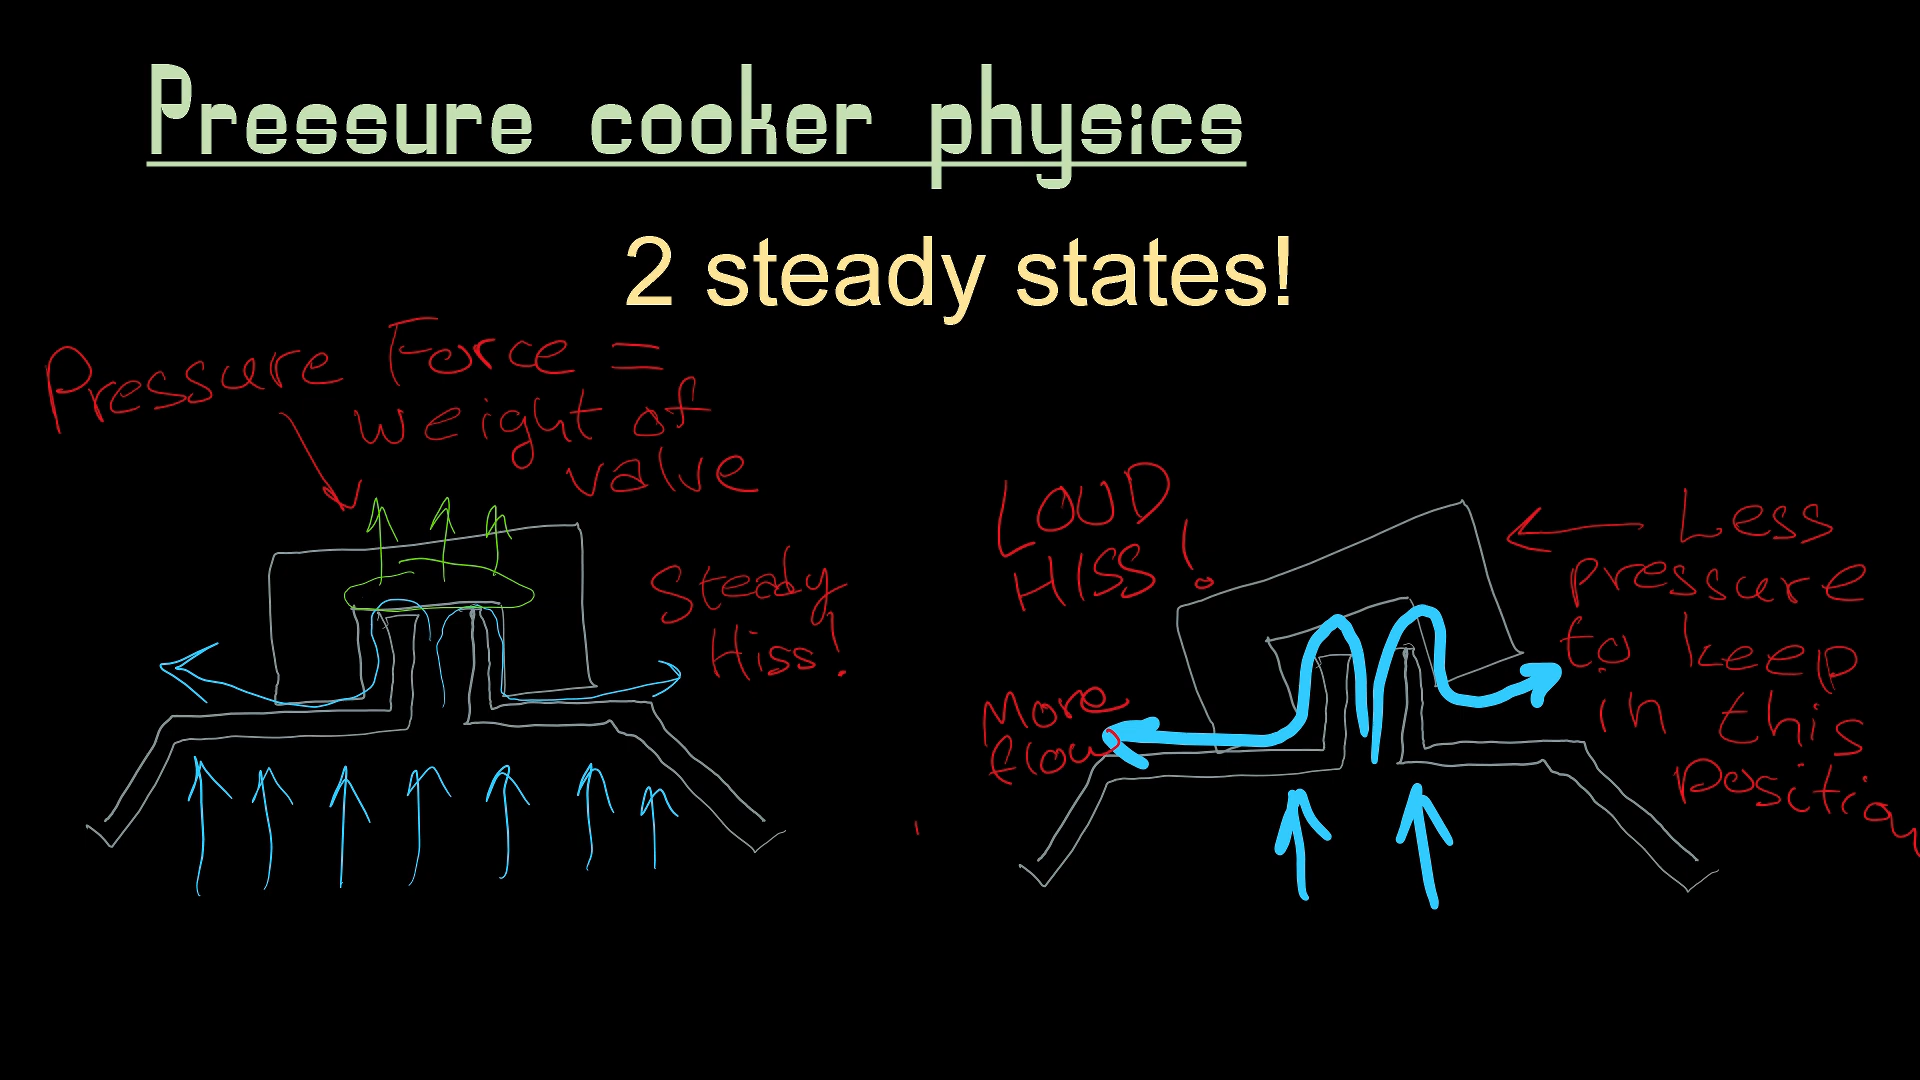 Pressure cooker physics
2 steady states!
Pressure Force =
weight of
valve
Steady
Hiss!
LOUD
HISS!
More
flow
Less
pressure
to keep
in this
position